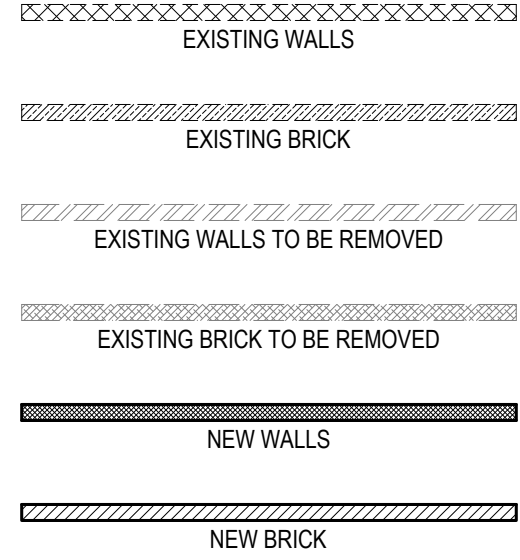 EXISTING WALLS
EXISTING BRICK
EXISTING WALLS TO BE REMOVED
EXISTING BRICK TO BE REMOVED
NEW WALLS
NEW BRICK